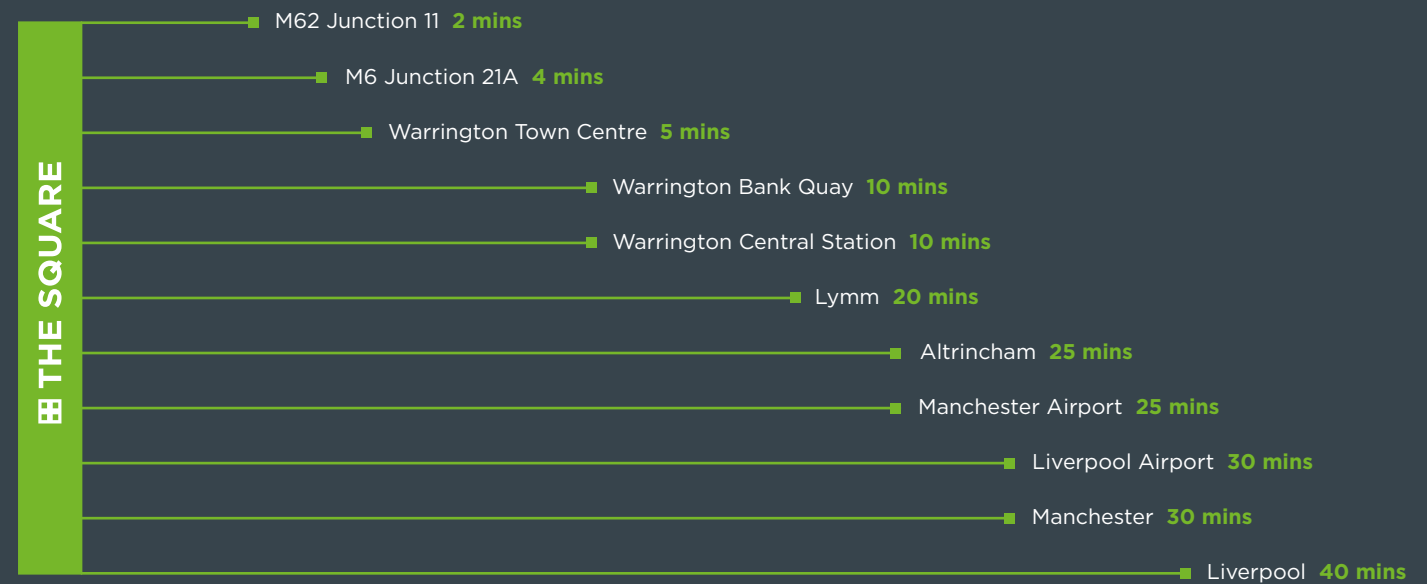 THE SQUARE
M62 Junction 11 2 mins
M6 Junction 21A 4 mins
Warrington Town Centre 5 mins
Warrington Bank Quay 10 mins
Warrington Central Station 10 mins
Lymm 20 mins
Altrincham 25 mins
Manchester Airport 25 mins
Liverpool Airport 30 mins
Manchester 30 mins
Liverpool 40 mins